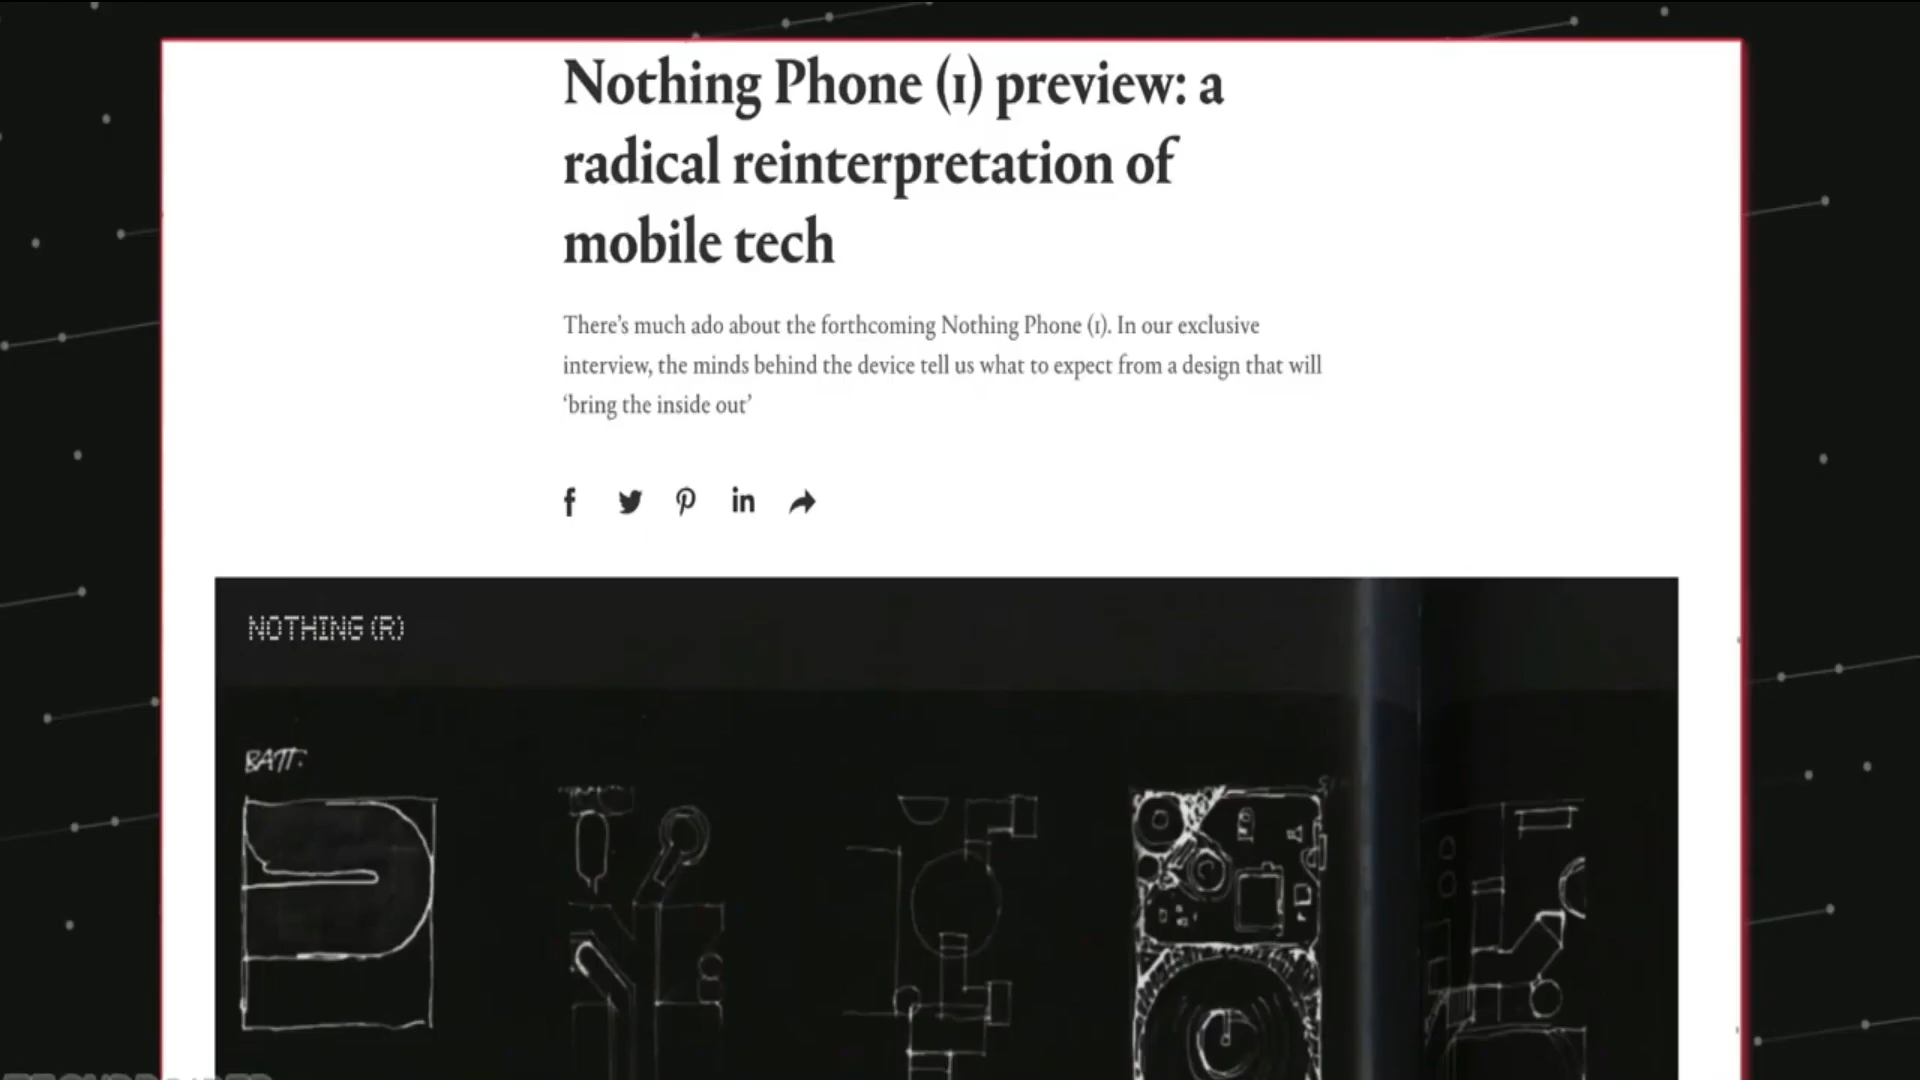 Nothing Phone (1) preview: a
radical reinterpretation of
mobile tech
There's much ado about the forthcoming Nothing Phone (1). In our exclusive
interview, the minds behind the device tell us what to expect from a design that will
‘bring the inside out’
NOTHING (R)
BATT: